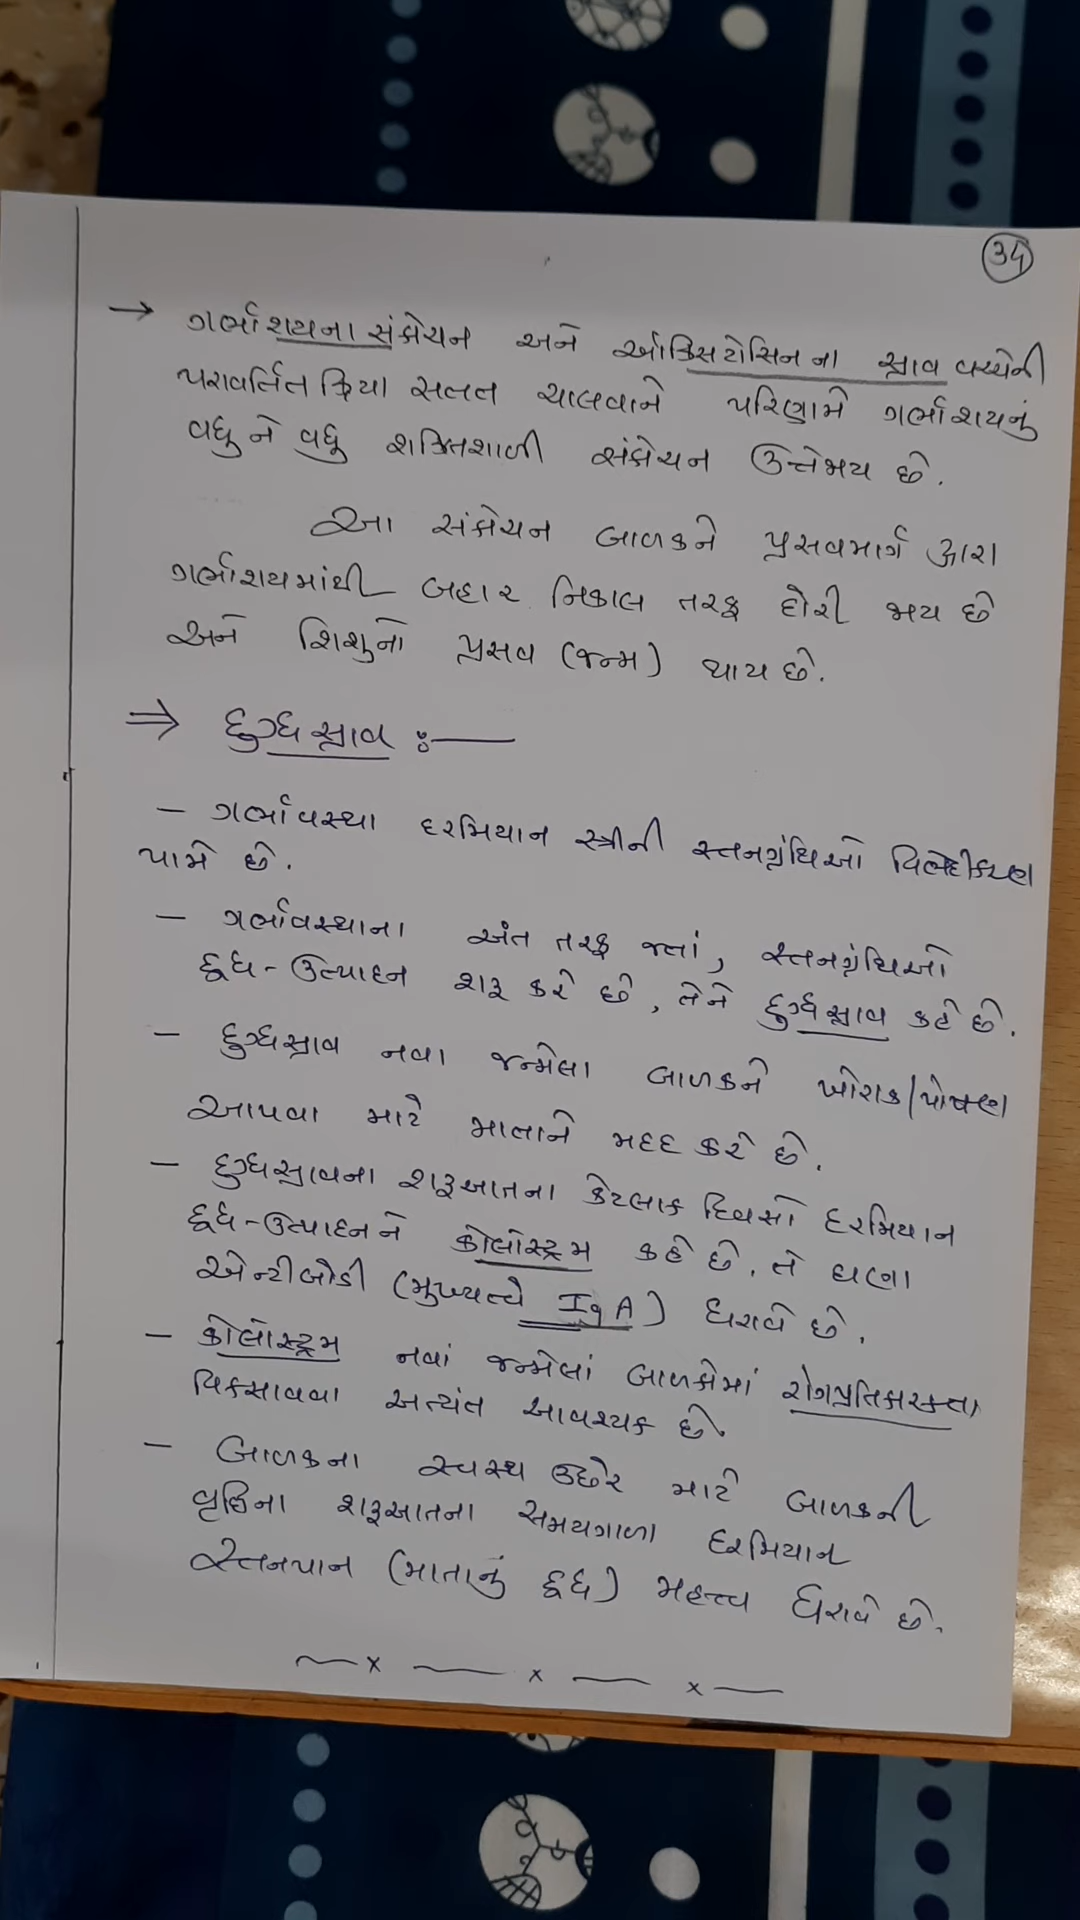 34
→ ગર્ભાશયના સંકોચન અને ઑક્સિટોસિનના સ્રાવ વચ્ચેની
પરાવર્તિત ક્રિયા સતત ચાલવાને પરિણામે ગર્ભાશયનું
વધુ ને વધુ શક્તિશાળી સંકોચન ઉત્તેજાય છે.
આ સંકોચન બાળકને પ્રસવમાર્ગ દ્વારા
ગર્ભાશયમાંથી બહાર નિકાલ તરફ દોરી જાય છે
અને શિશુનો પ્રસવ (જન્મ) થાય છે.
⇒ દુગ્ધસ્રાવ :—
– ગર્ભાવસ્થા દરમિયાન સ્ત્રીની સ્તનગ્રંથિઓ વિભેદીકરણ
પામે છે.
– ગર્ભાવસ્થાના અંત તરફ જતાં, સ્તનગ્રંથિઓ
દૂધ-ઉત્પાદન શરૂ કરે છે, તેને દુગ્ધસ્રાવ કહે છે.
– દુગ્ધસ્રાવ નવા જન્મેલા બાળકને ખોરાક/પોષણ
આપવા માટે માતાને મદદ કરે છે.
– દુગ્ધસ્રાવના શરૂઆતના કેટલાક દિવસો દરમિયાન
દૂધ-ઉત્પાદનને કોલોસ્ટ્રમ કહે છે. તે ઘણા
એન્ટીબોડી (મુખ્યત્વે IgA) ધરાવે છે.
– કોલોસ્ટ્રમ નવાં જન્મેલાં બાળકોમાં રોગપ્રતિકારકતા
વિકસાવવા અત્યંત આવશ્યક છે.
– બાળકના સ્વસ્થ ઉછેર માટે બાળકની
વૃદ્ધિના શરૂઆતના સમયગાળા દરમિયાન
સ્તનપાન (માતાનું દૂધ) મહત્ત્વ ધરાવે છે.
—x —x — x—